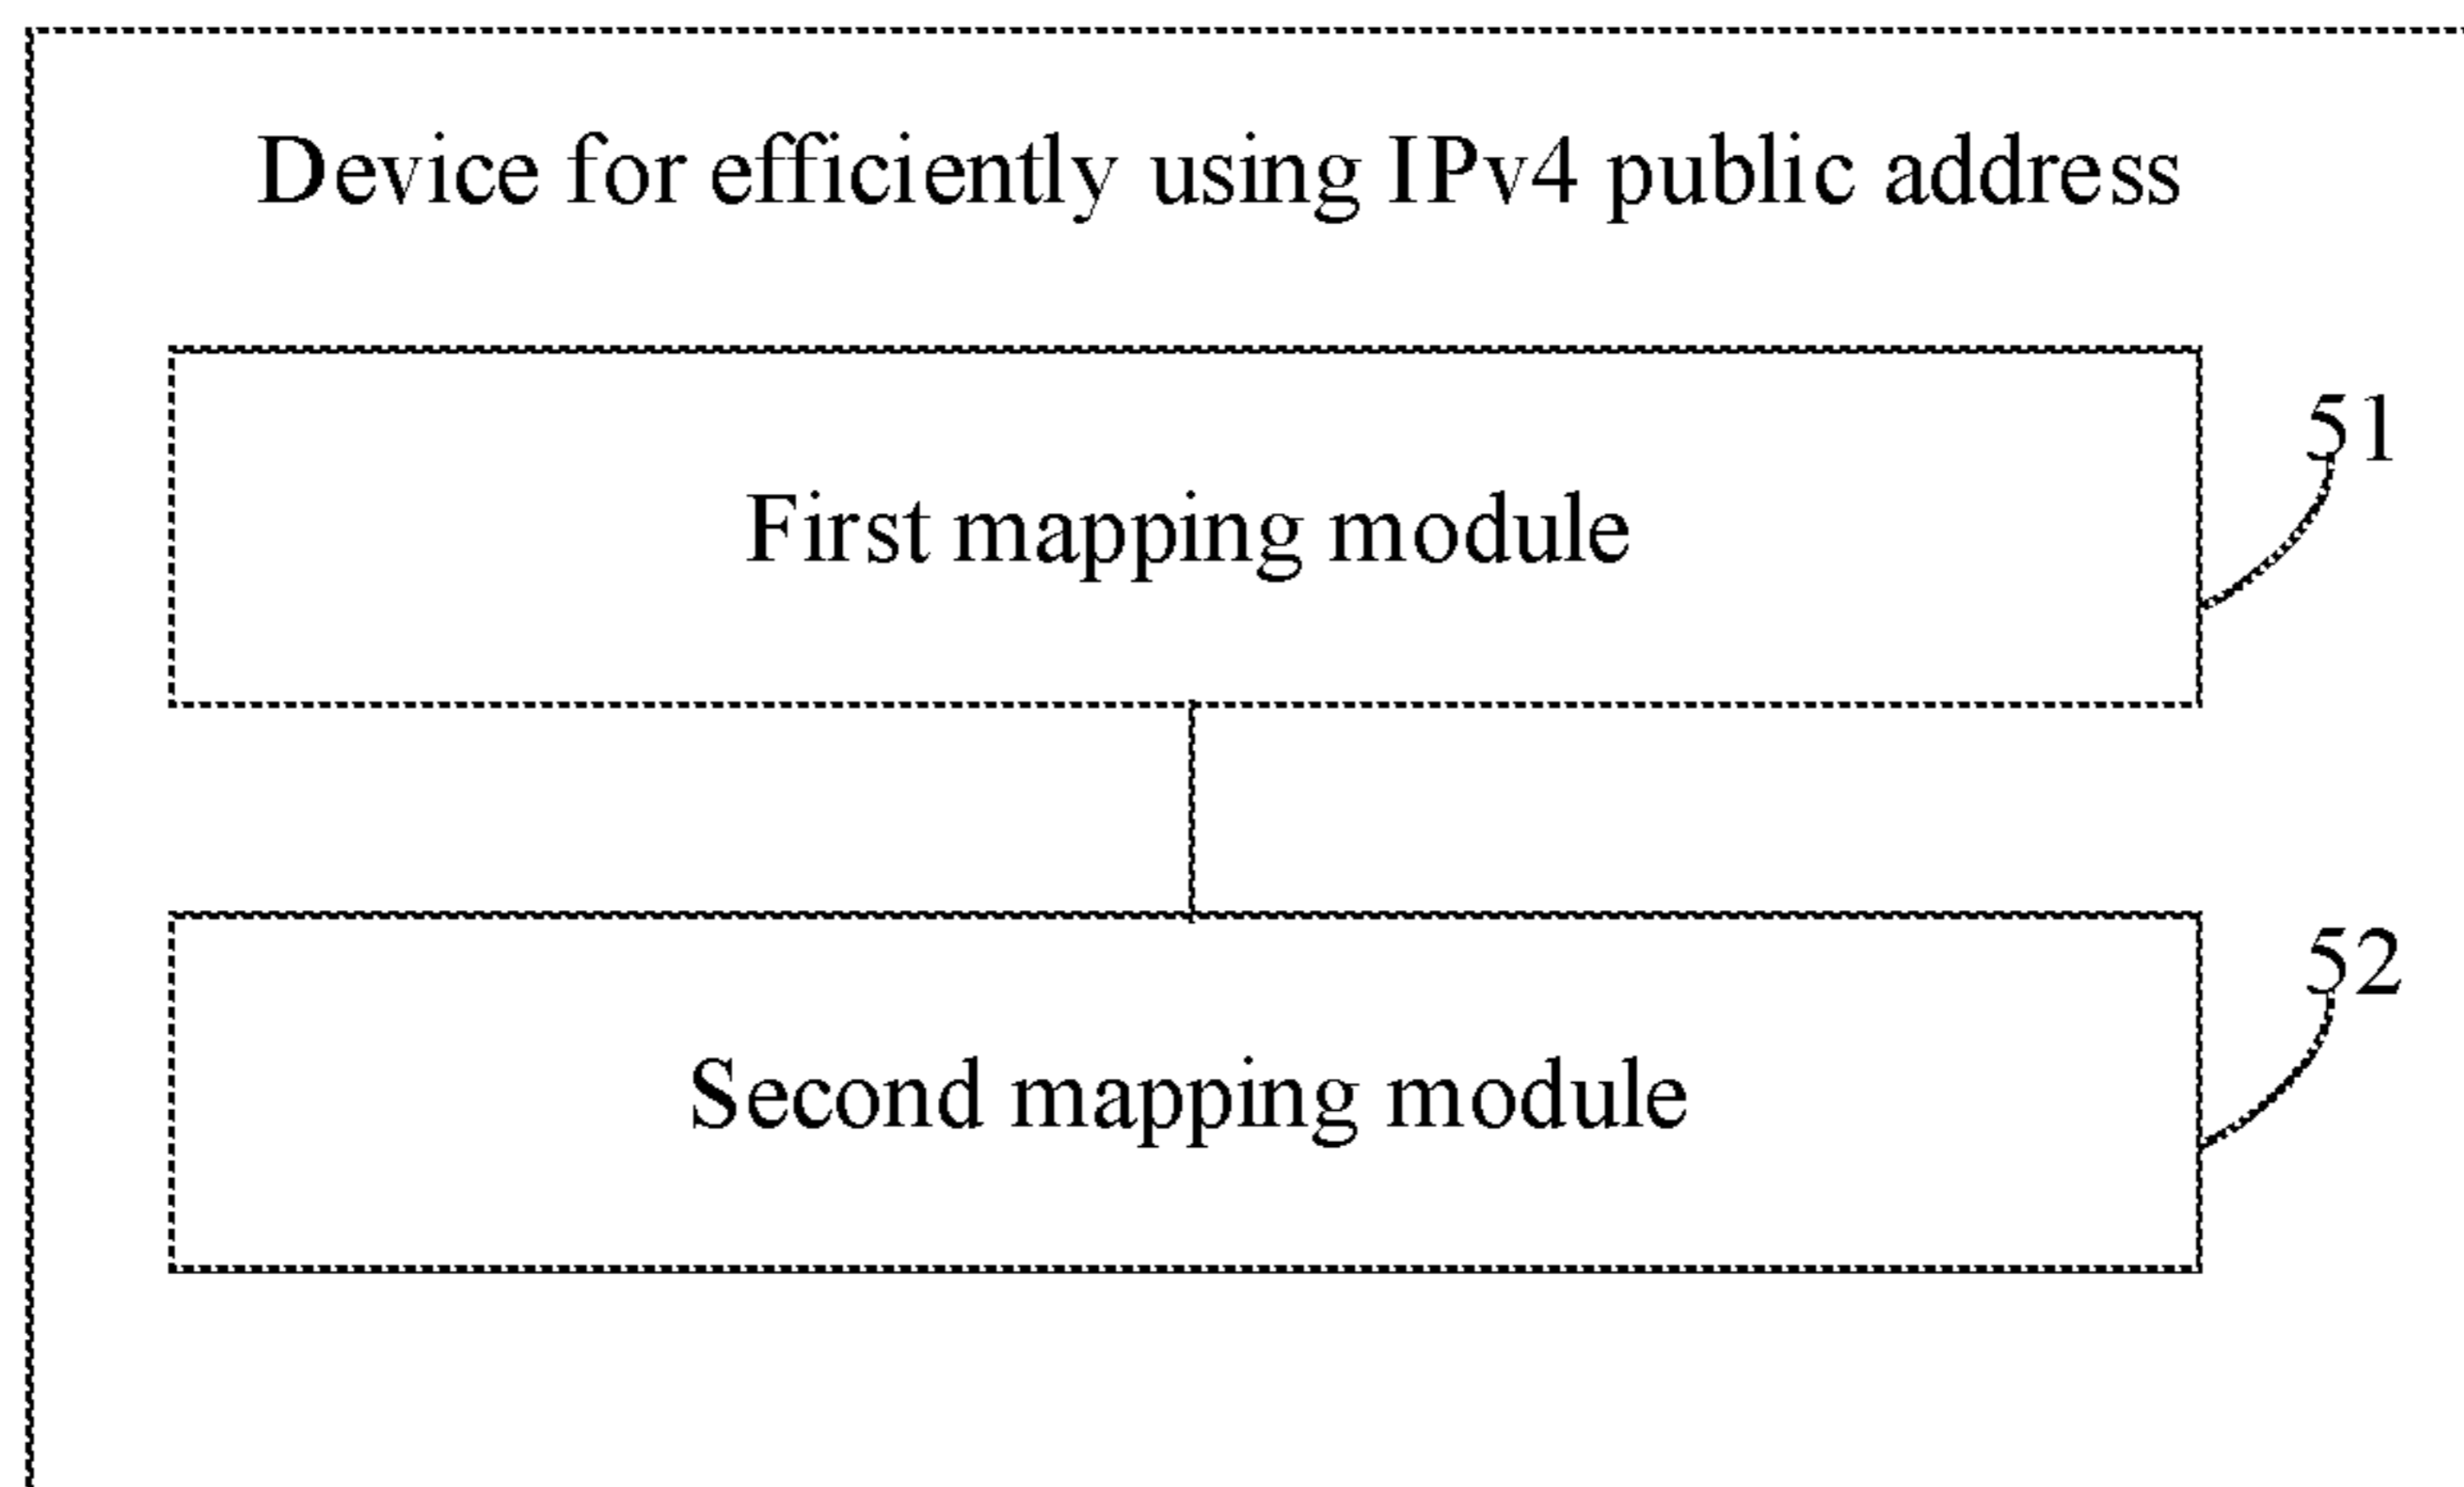 Device for efficiently using IPv4 public address
51
First mapping module
52
Second mapping module